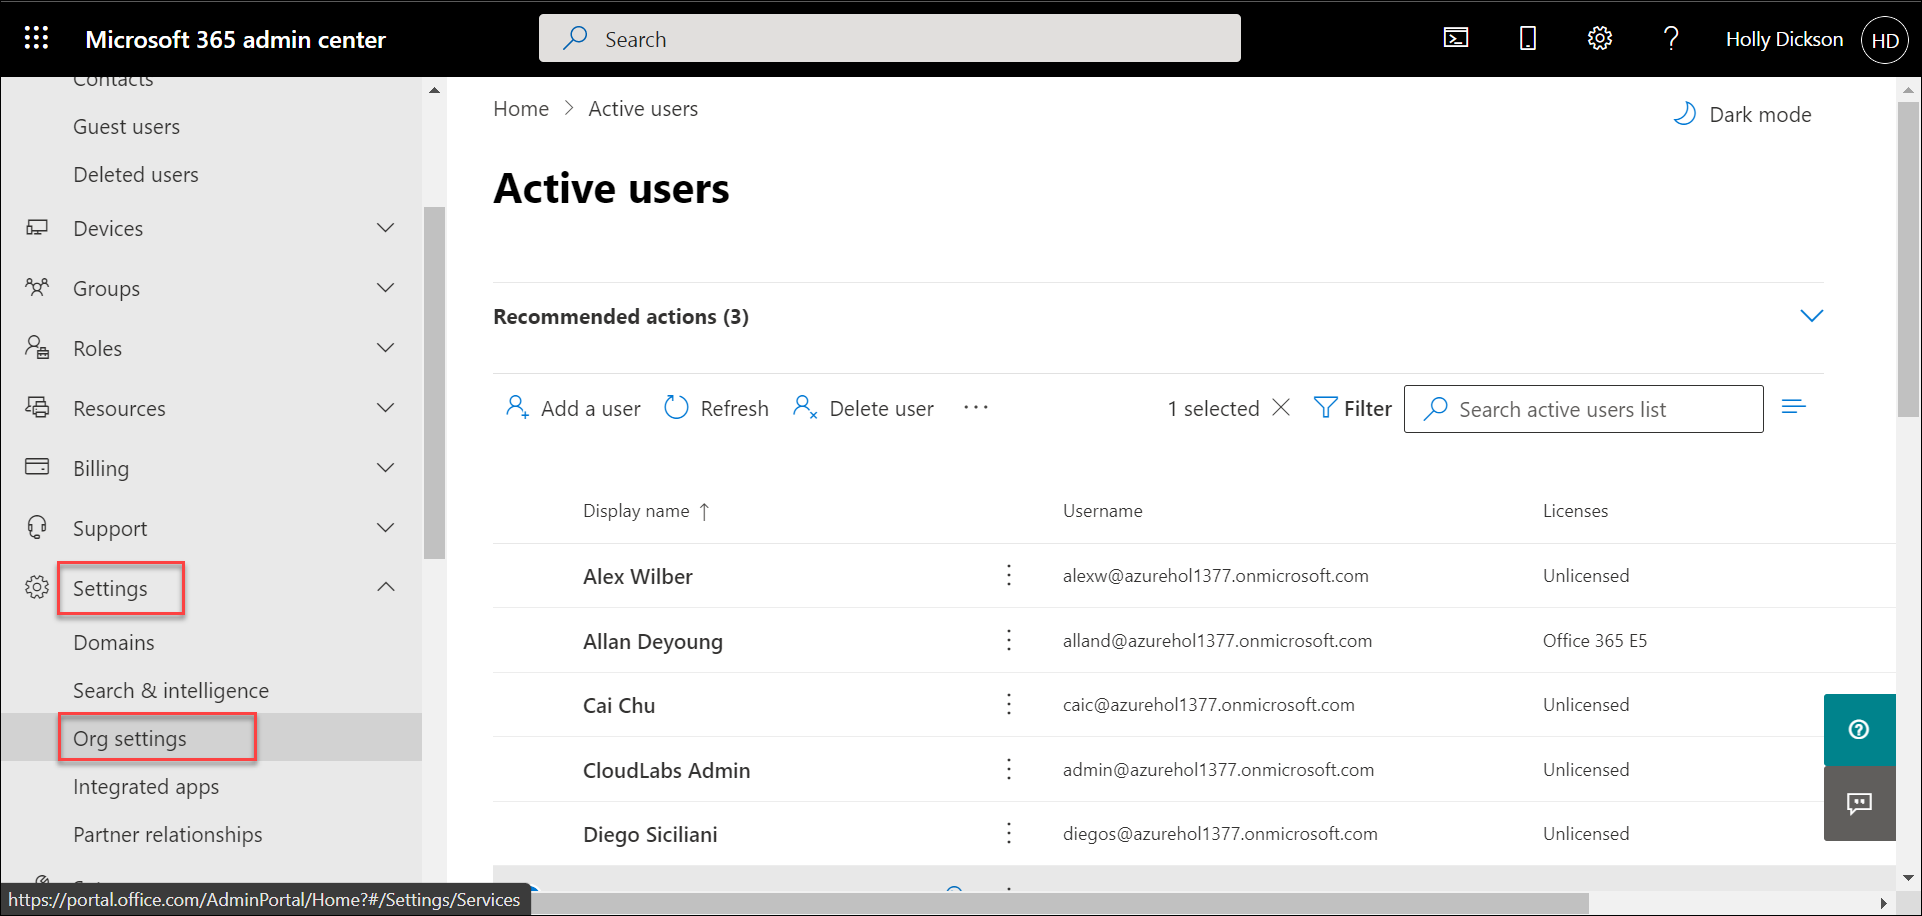 Microsoft 365 admin center
Search
Holly Dickson
HD
Contacts
Guest users
Deleted users
Devices
Groups
Roles
Resources
Billing
Support
Settings
Domains
Search & intelligence
Org settings
Integrated apps
Partner relationships
https://portal.office.com/AdminPortal/Home?#/Settings/Services
Home > Active users
Dark mode
Active users
Recommended actions (3)
Add a user Refresh Delete user ··· 1 selected Filter Search active users list
Display name ↑ Username Licenses
Alex Wilber alexw@azurehol1377.onmicrosoft.com Unlicensed
Allan Deyoung alland@azurehol1377.onmicrosoft.com Office 365 E5
Cai Chu caic@azurehol1377.onmicrosoft.com Unlicensed
CloudLabs Admin admin@azurehol1377.onmicrosoft.com Unlicensed
Diego Siciliani diegos@azurehol1377.onmicrosoft.com Unlicensed